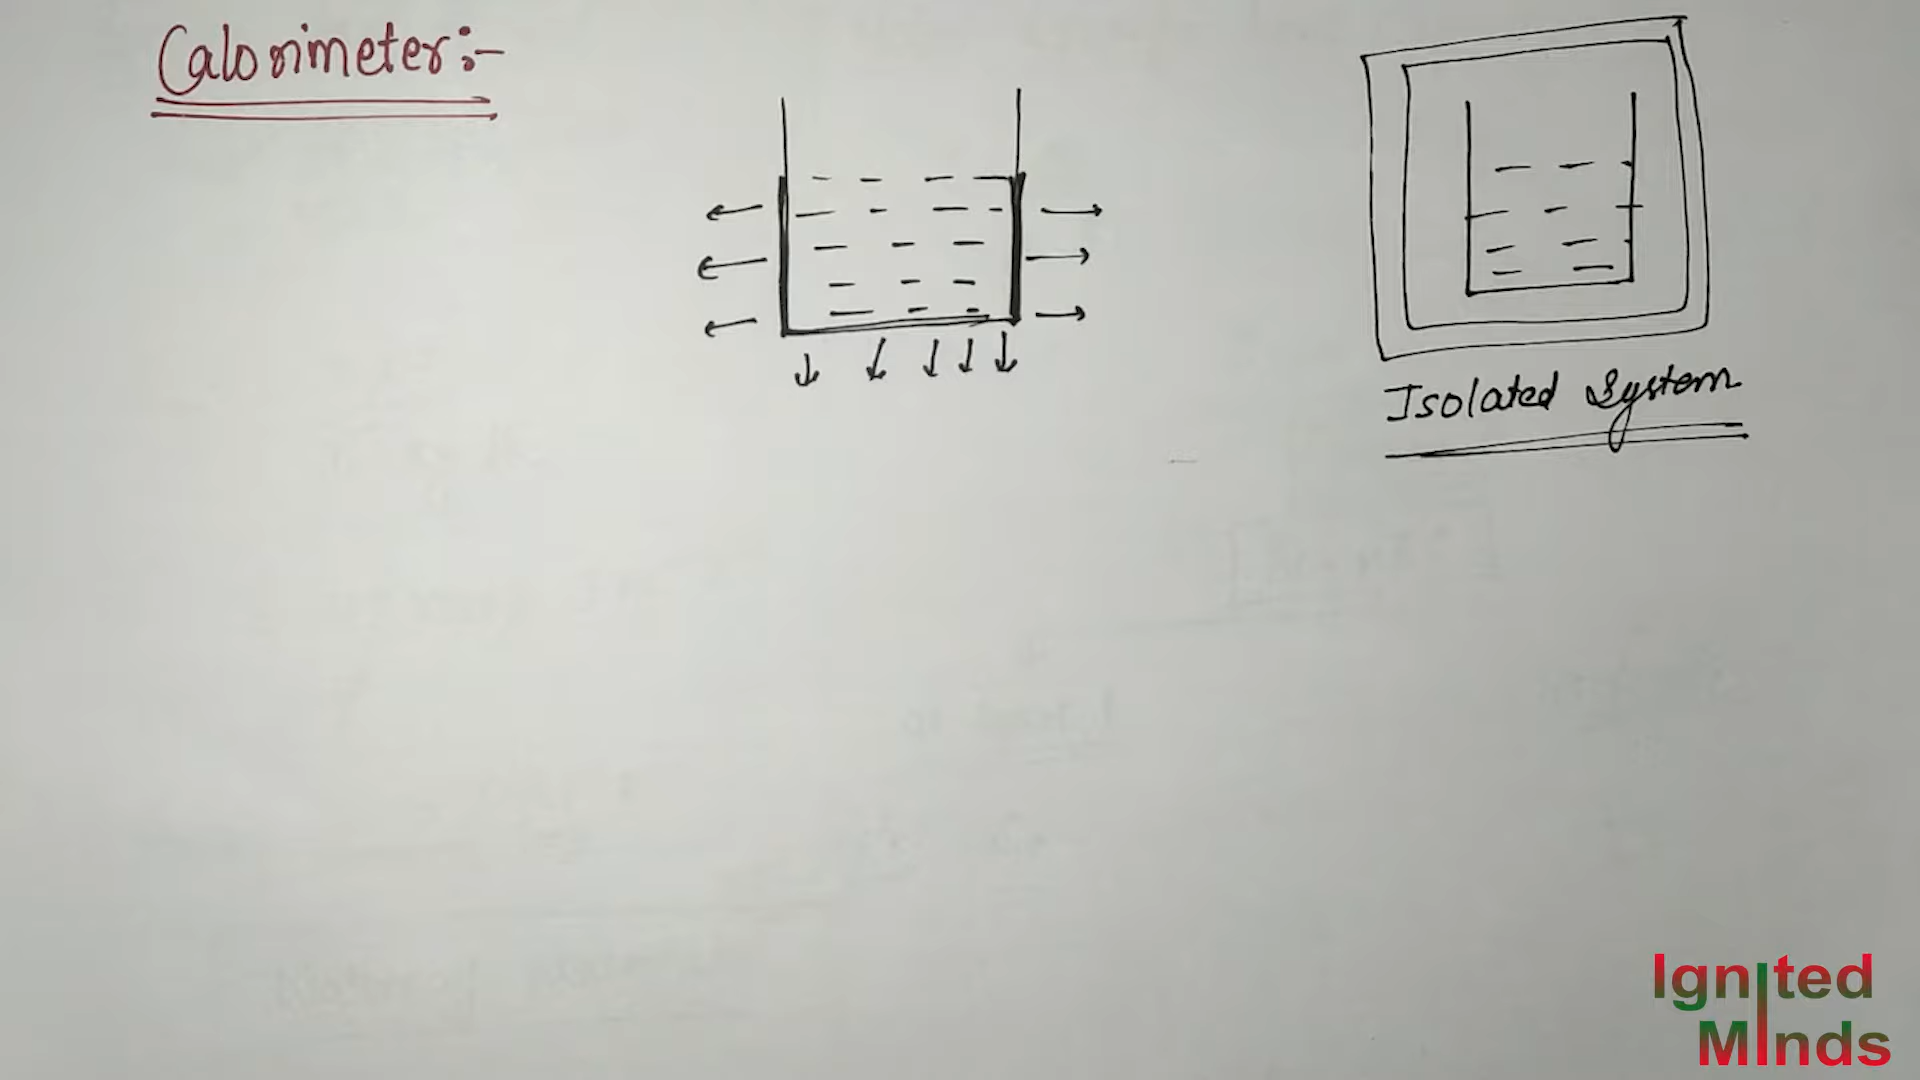 Calorimeter:-
Isolated System
Ignited
Minds